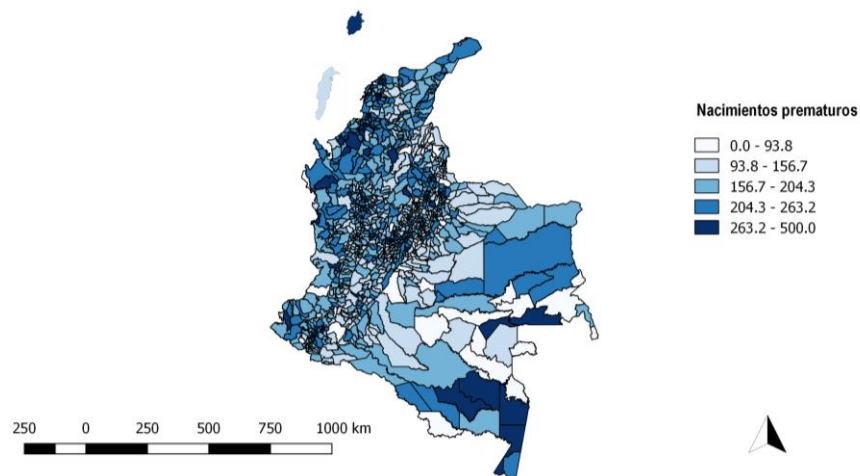 Nacimientos prematuros
0.0 - 93.8
93.8 - 156.7
156.7 - 204.3
204.3 - 263.2
263.2 - 500.0
250 0 250 500 750 1000 km